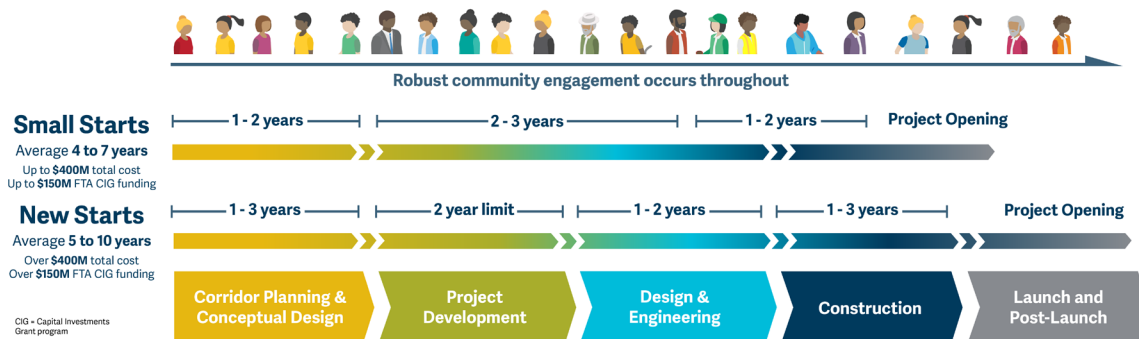 Robust community engagement occurs throughout
Small Starts
Average 4 to 7 years
Up to $400M total cost
Up to $150M FTA CIG funding
1 - 2 years
2 - 3 years
1 - 2 years
Project Opening
New Starts
Average 5 to 10 years
Over $400M total cost
Over $150M FTA CIG funding
1 - 3 years
2 year limit
1 - 2 years
1 - 3 years
Project Opening
Corridor Planning &
Conceptual Design
Project
Development
Design &
Engineering
Construction
Launch and
Post-Launch
CIG = Capital Investments
Grant program